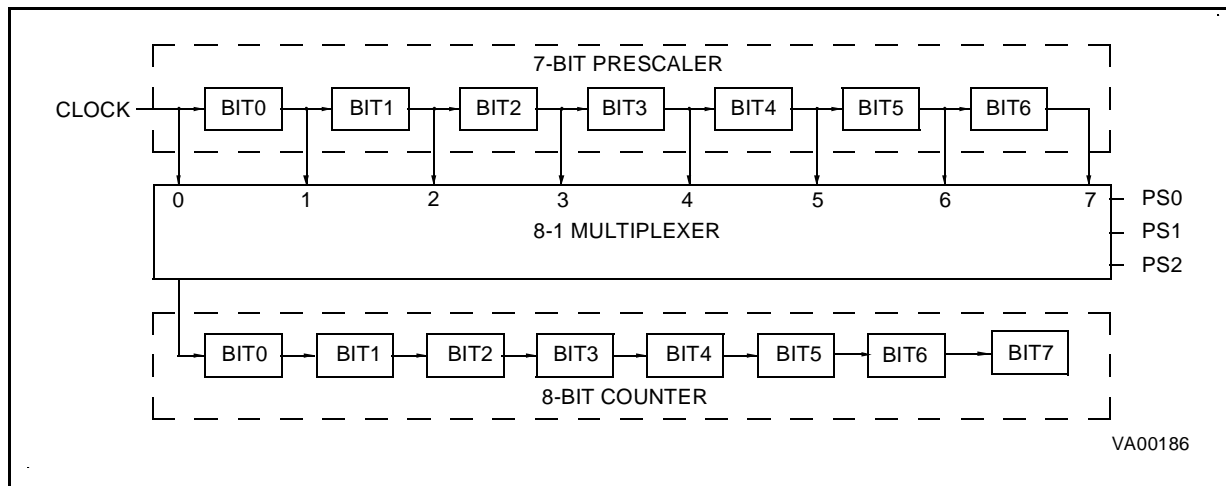 7-BIT PRESCALER
CLOCK BIT0 BIT1 BIT2 BIT3 BIT4 BIT5 BIT6
0 1 2 3 4 5 6 7 PS0
8-1 MULTIPLEXER PS1
PS2
BIT0 BIT1 BIT2 BIT3 BIT4 BIT5 BIT6 BIT7
8-BIT COUNTER
VA00186